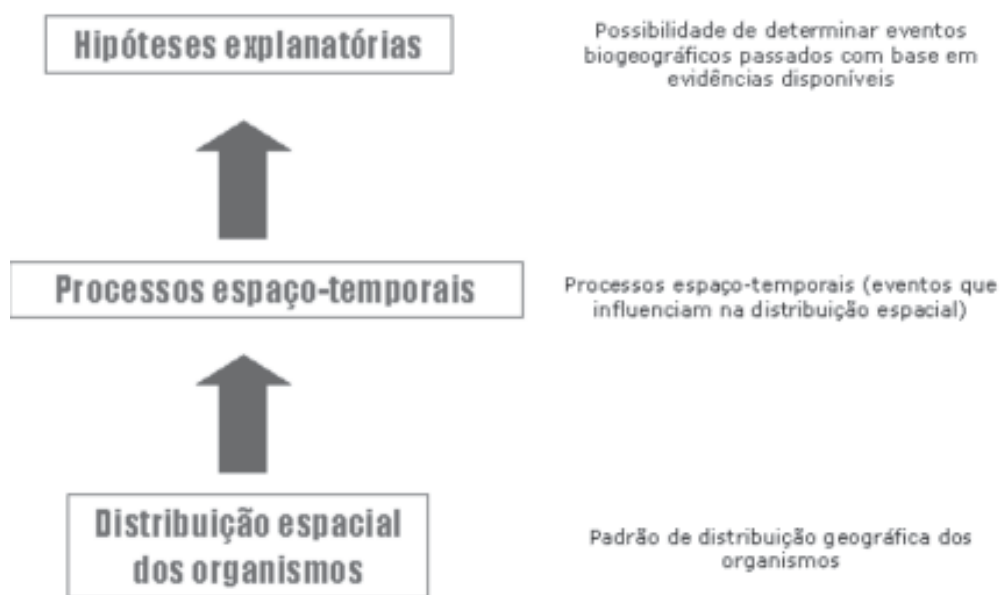 Hipóteses explanatórias
Possibilidade de determinar eventos
biogeográficos passados com base em
evidências disponíveis
Processos espaço-temporais
Processos espaço-temporais (eventos que
influenciam na distribuição espacial)
Distribuição espacial
dos organismos
Padrão de distribuição geográfica dos
organismos